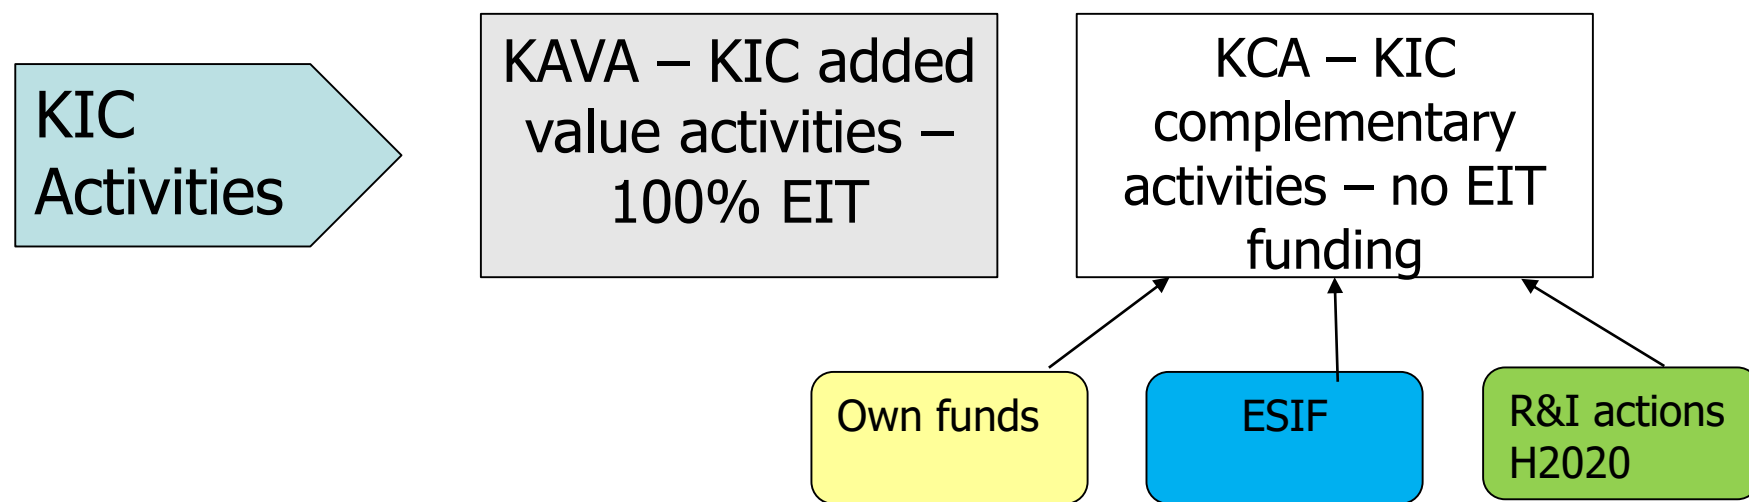 KIC
Activities
KAVA – KIC added
value activities –
100% EIT
KCA – KIC
complementary
activities – no EIT
funding
Own funds
ESIF
R&I actions
H2020